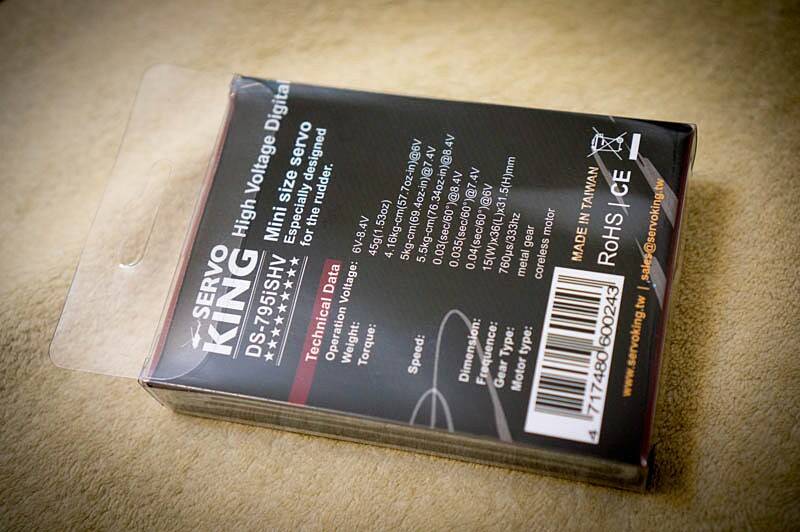 SERVO
KING
DS-795iSHV
★★★★★★★★★★
High Voltage Digital
Mini size servo
Especially designed
for the rudder.
Technical Data
Operation Voltage: 6V-8.4V
Weight: 45g(1.53oz)
Torque: 4.16kg-cm(57.7oz-in)@6V
5kg-cm(69.4oz-in)@7.4V
5.5kg-cm(76.34oz-in)@8.4V
Speed: 0.03(sec/60°)@8.4V
0.035(sec/60°)@7.4V
0.04(sec/60°)@6V
Dimension: 15(W)x36(L)x31.5(H)mm
Frequence: 760μs/333hz
Gear Type: metal gear
Motor type: coreless motor
4 717480 600243
MADE IN TAIWAN
RoHS | CE
www.servoking.tw | sales@servoking.tw